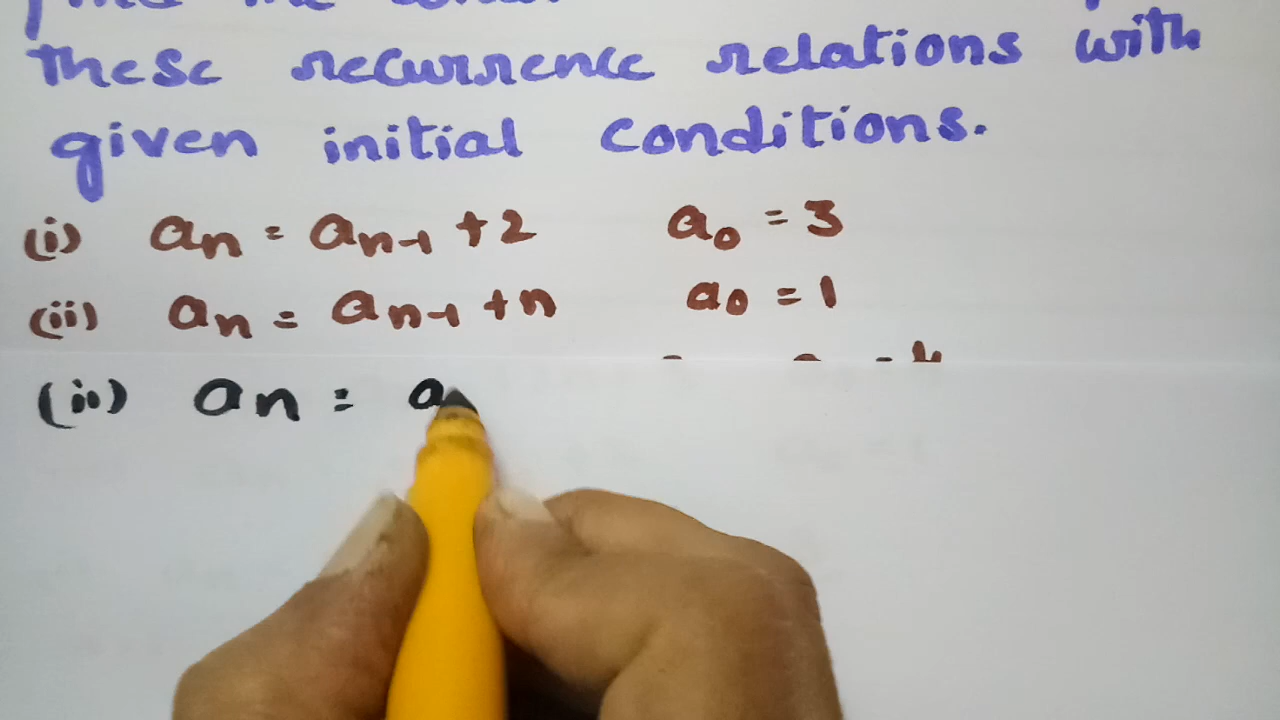 these recurrence relations with
given initial conditions.
(i) aₙ = aₙ₋₁ + 2 a₀ = 3
(ii) aₙ = aₙ₋₁ + n a₀ = 1
(ii) aₙ = a